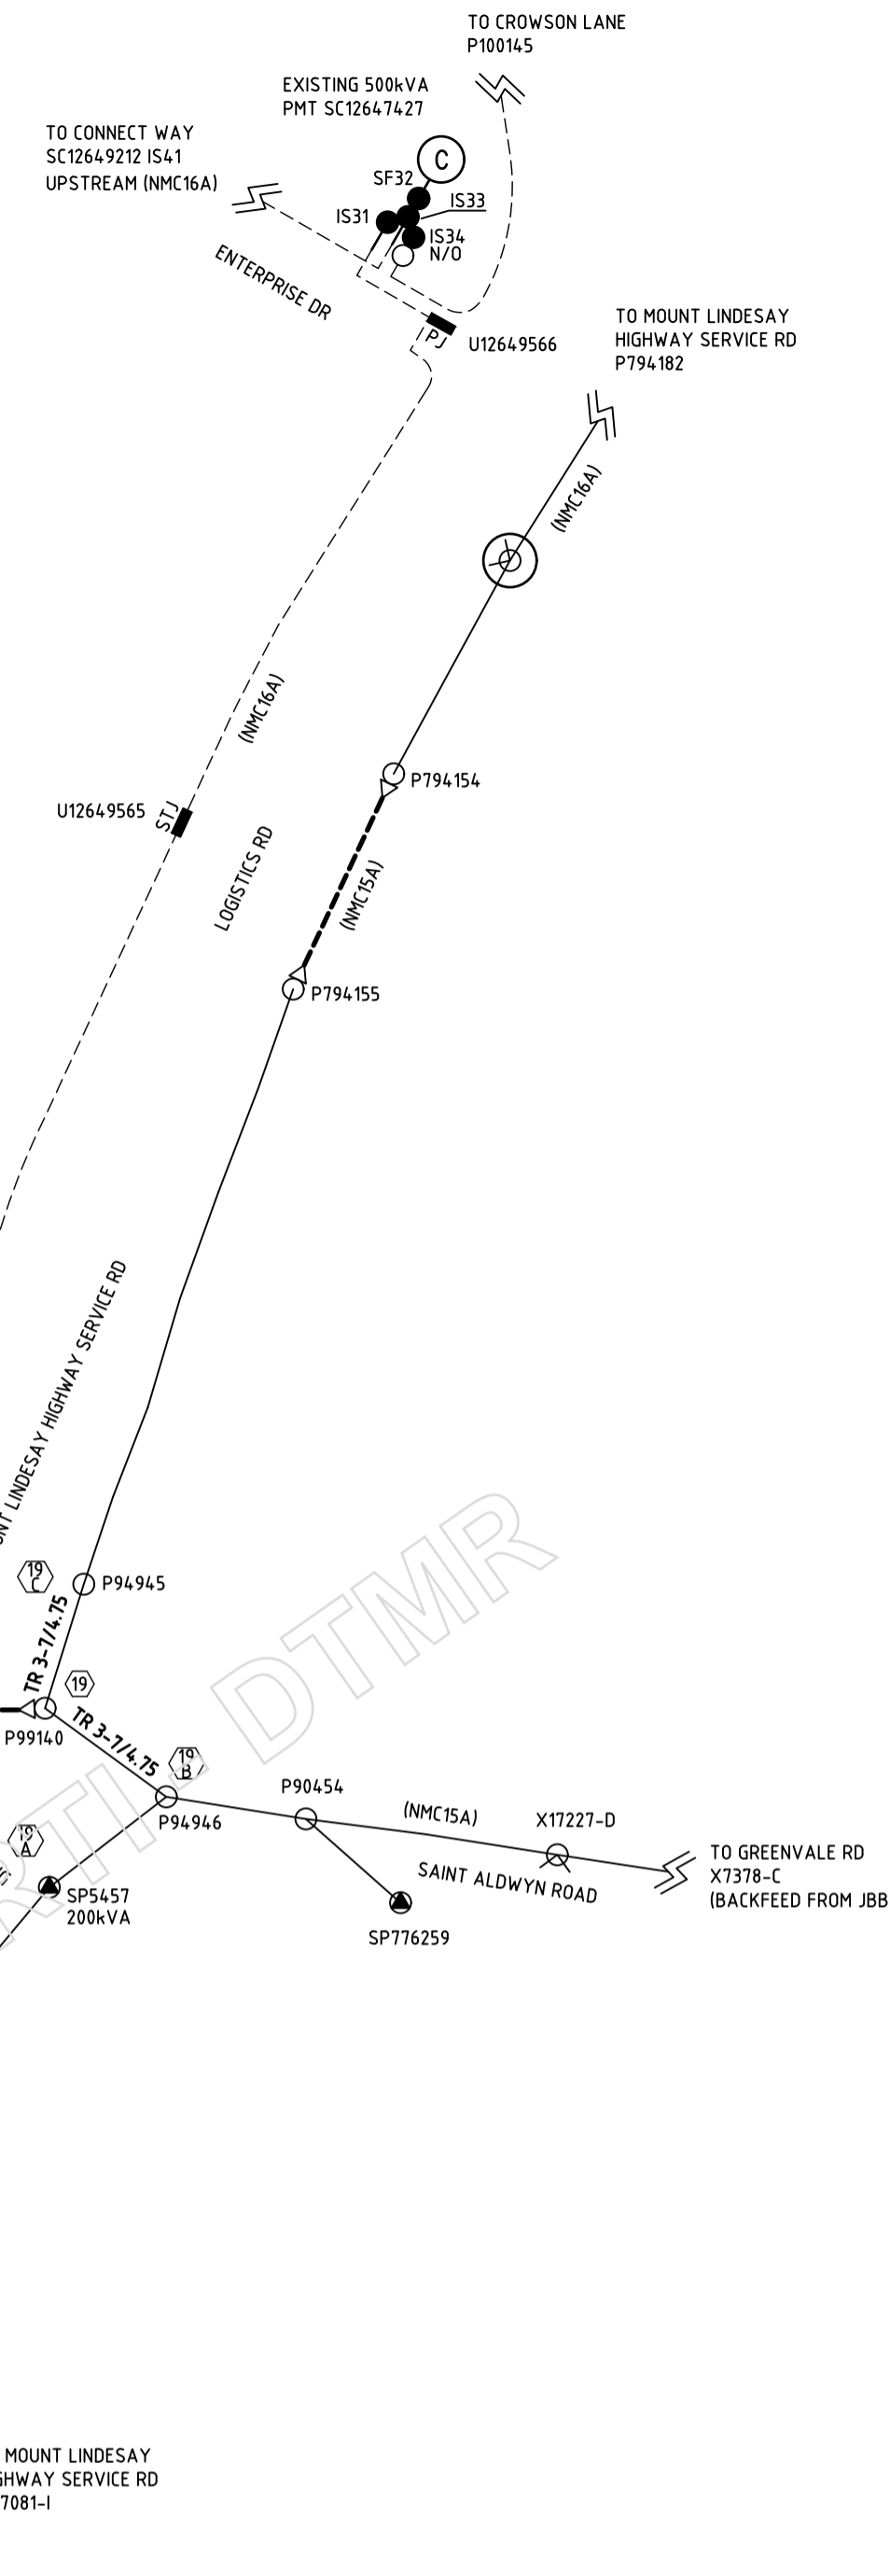 TO CROWSON LANE
P100145
EXISTING 500kVA
PMT SC12647427
TO CONNECT WAY
SC12649212 IS41
UPSTREAM (NMC16A)
C
SF32
IS33
IS31
IS34
N/O
ENTERPRISE DR
PJ
U12649566
TO MOUNT LINDESAY
HIGHWAY SERVICE RD
P794182
(NMC16A)
(NMC16A)
P794154
U12649565
STJ
LOGISTICS RD
(NMC15A)
P794155
LINDESAY HIGHWAY SERVICE RD
19
C
P94945
TR 3-7/4.75
19
P99140
TR 3-7/4.75
19
B
P94946
P90454
(NMC15A)
X17227-D
TO GREENVALE RD
X7378-C
(BACKFEED FROM JBB
SAINT ALDWYN ROAD
19
A
SP5457
200kVA
SP776259
RTI - DTMR
MOUNT LINDESAY
GHWAY SERVICE RD
7081-I